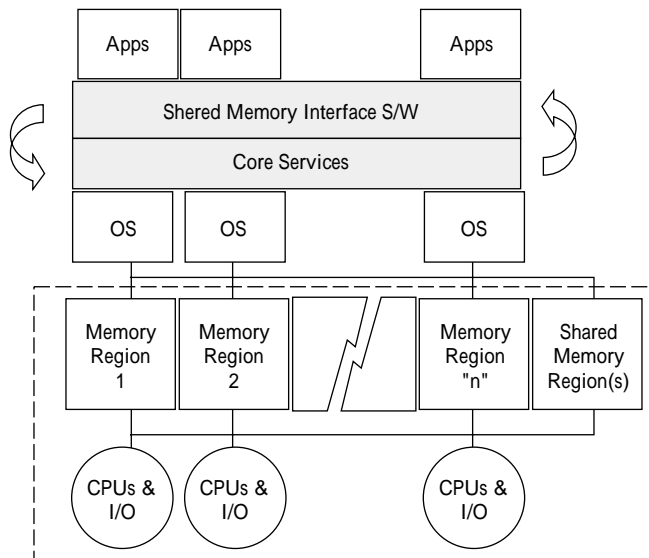 Apps
Apps
Apps
Shered Memory Interface S/W
Core Services
OS
OS
OS
Memory
Region
1
Memory
Region
2
Memory
Region
"n"
Shared
Memory
Region(s)
CPUs &
I/O
CPUs &
I/O
CPUs &
I/O